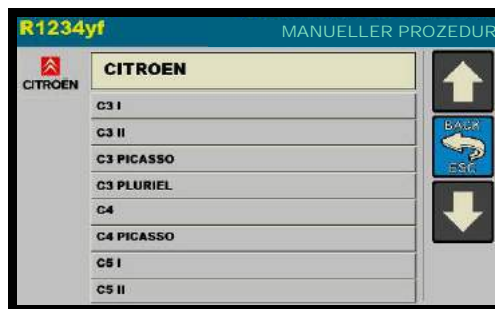 R1234yf MANUELLER PROZEDUR
CITROËN
CITROEN
C3 I
C3 II
C3 PICASSO
C3 PLURIEL
C4
C4 PICASSO
C5 I
C5 II
BACK
ESC